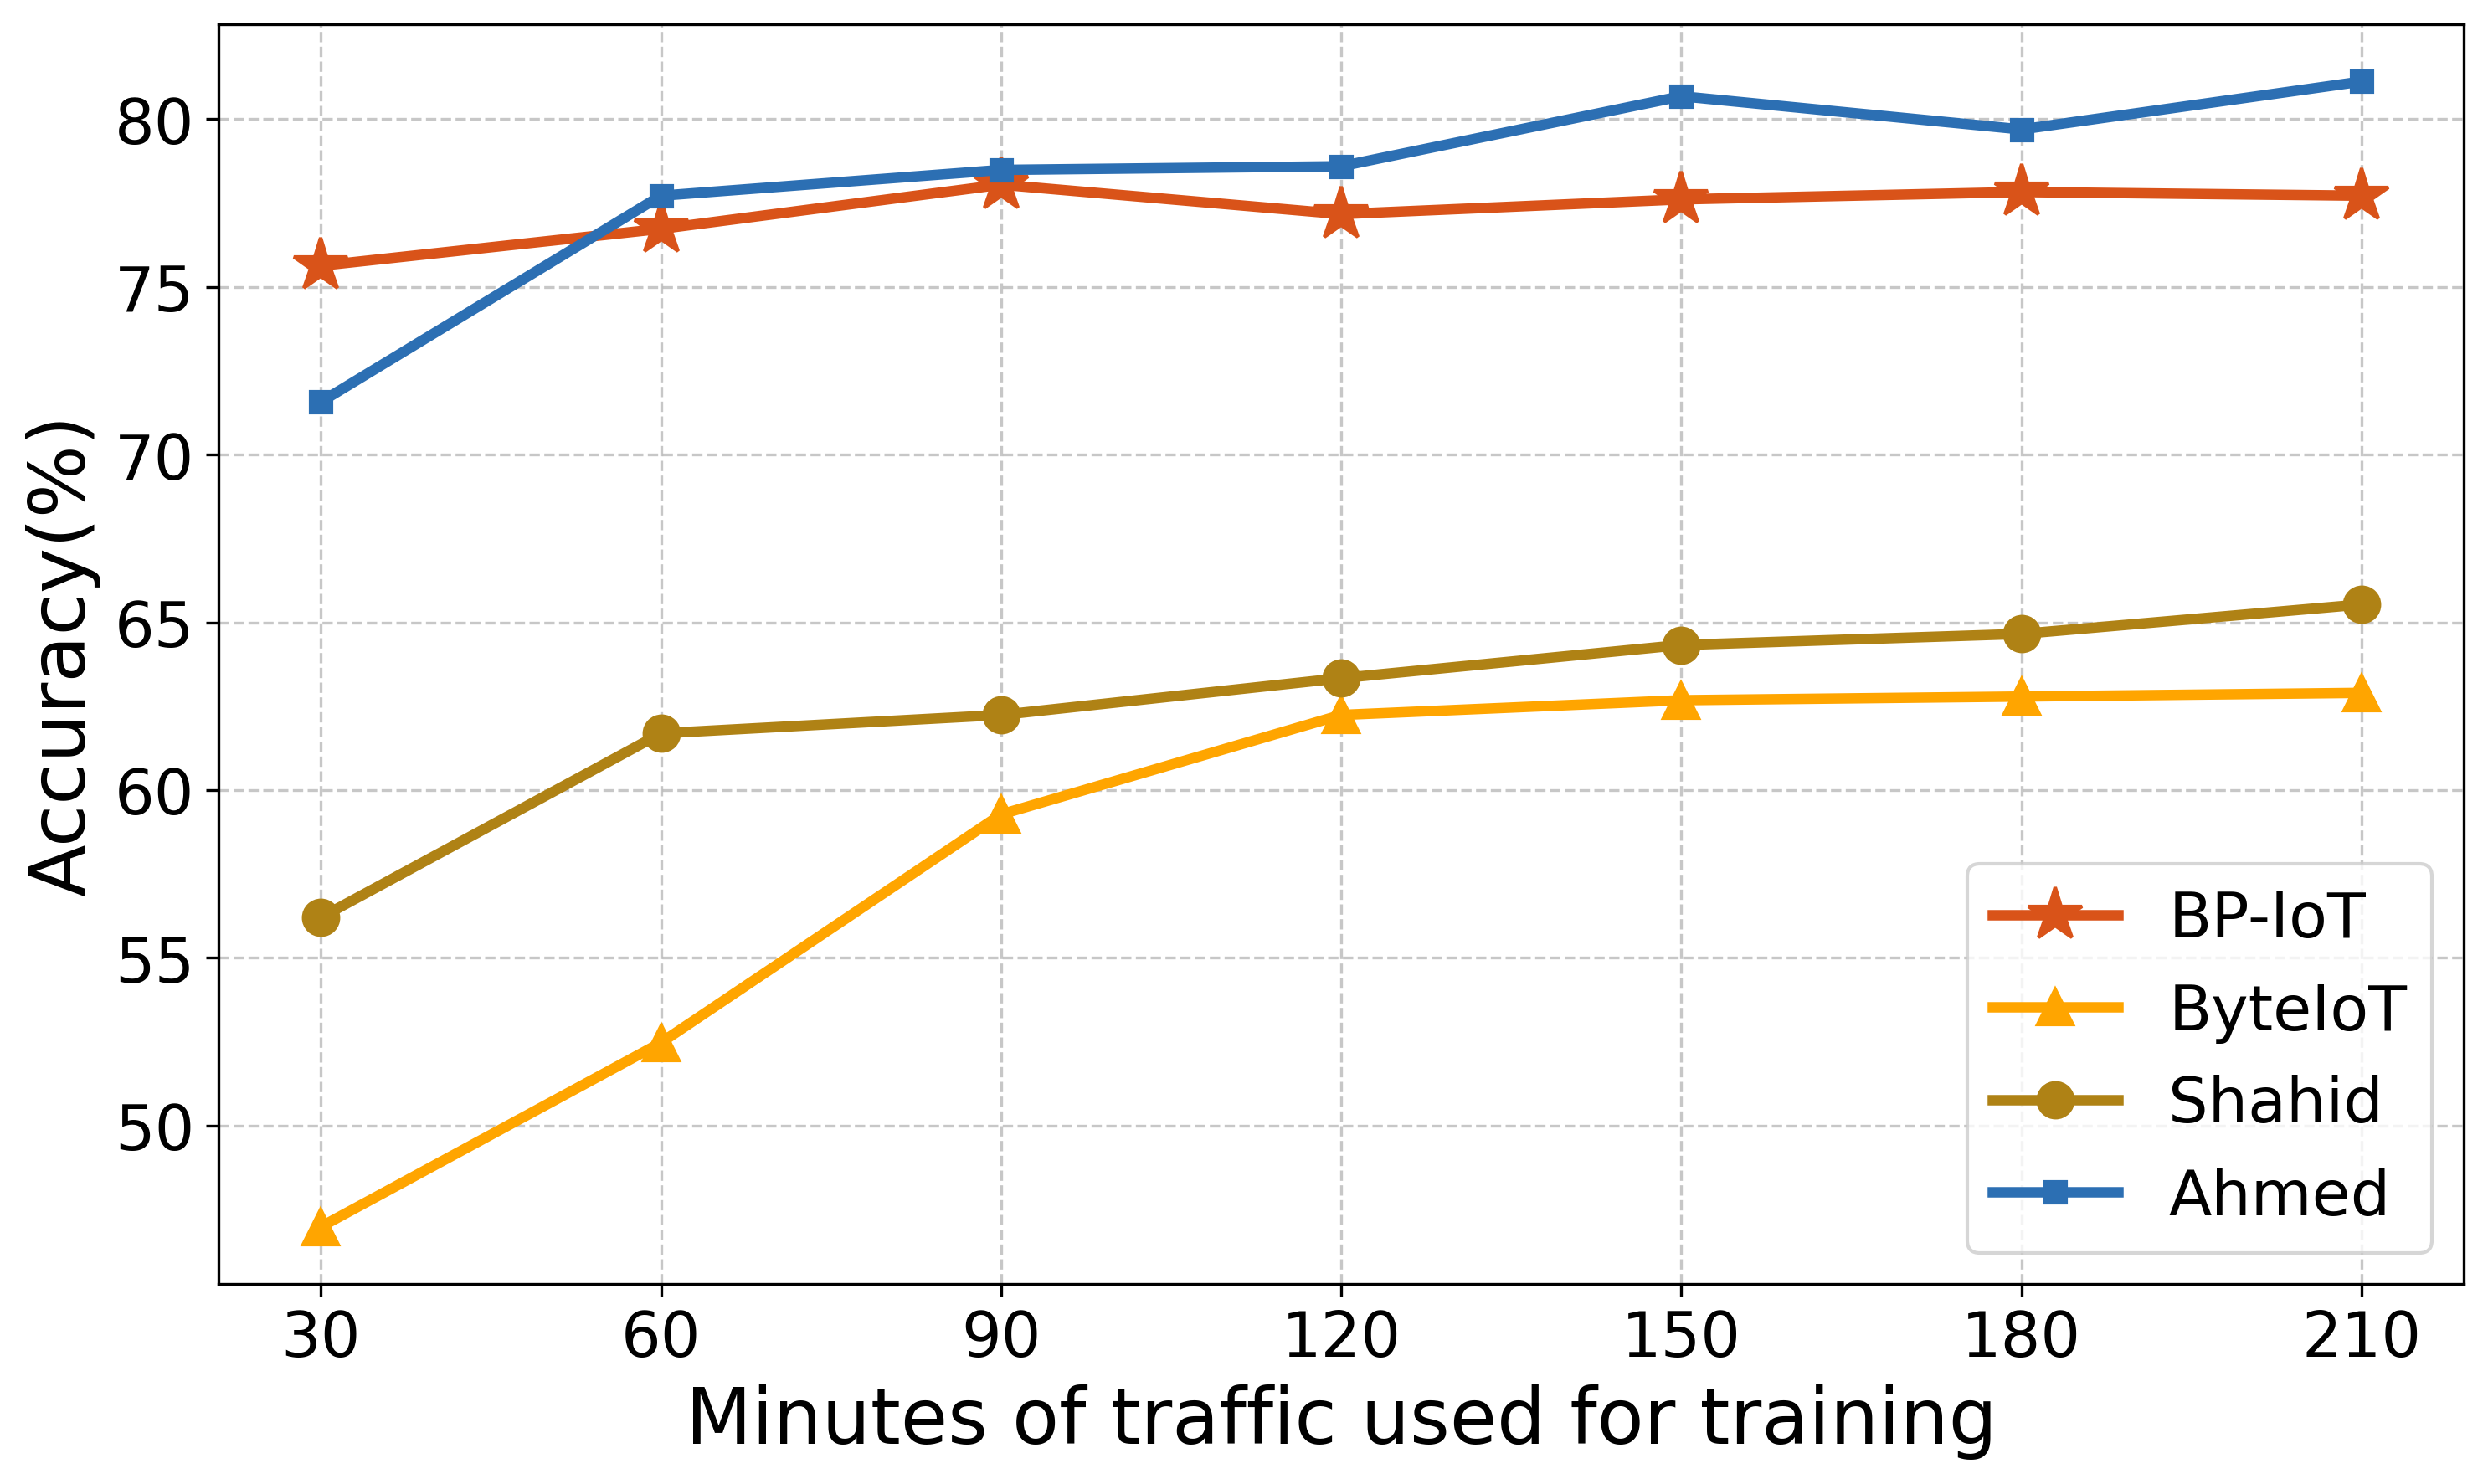 Accuracy(%)
80
75
70
65
60
55
50
BP-IoT
ByteIoT
Shahid
Ahmed
30 60 90 120 150 180 210
Minutes of traffic used for training